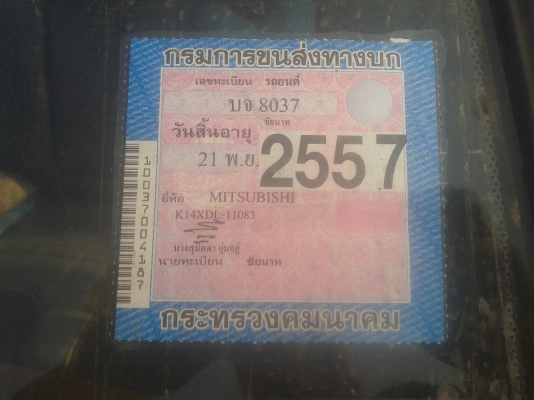 กรมการขนส่งทางบก
เลขทะเบียน รถยนต์
บจ 8037
ชัยนาท
วันสิ้นอายุ
21 พ.ย. 2557
ยี่ห้อ MITSUBISHI
K14XDL-11083
นายทะเบียน ชัยนาท
กระทรวงคมนาคม
10037004187